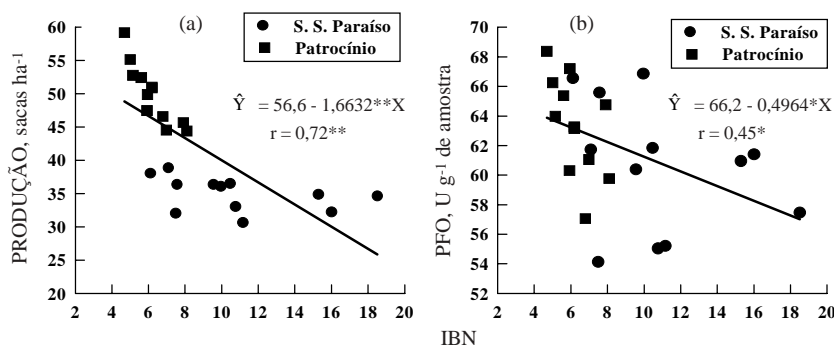 (a)
S. S. Paraíso
Patrocínio
Ŷ = 56,6 - 1,6632**X
r = 0,72**
PRODUÇÃO, sacas ha-1
60
55
50
45
40
35
30
25
20
2 4 6 8 10 12 14 16 18 20
(b)
S. S. Paraíso
Patrocínio
Ŷ = 66,2 - 0,4964*X
r = 0,45*
PFO, U g-1 de amostra
70
68
66
64
62
60
58
56
54
52
2 4 6 8 10 12 14 16 18 20
IBN